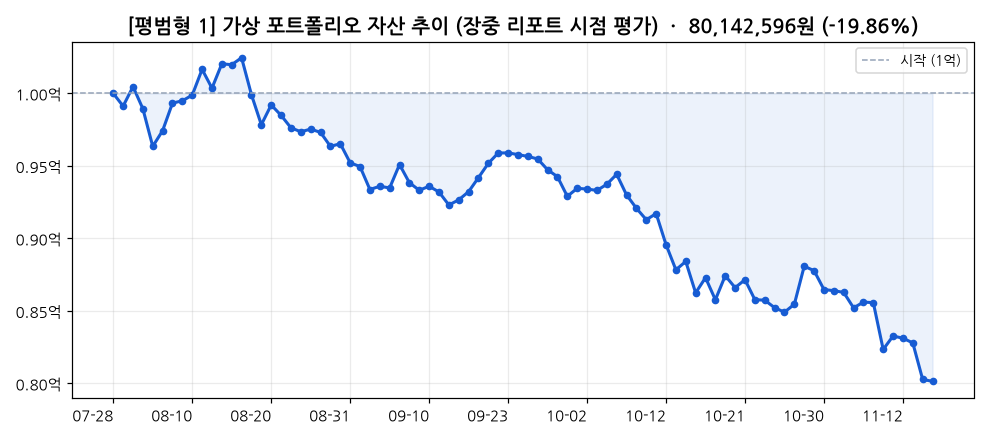 [평범형 1] 가상 포트폴리오 자산 추이 (장중 리포트 시점 평가) · 80,142,596원 (-19.86%)
시작 (1억)
1.00억
0.95억
0.90억
0.85억
0.80억
07-28 08-10 08-20 08-31 09-10 09-23 10-02 10-12 10-21 10-30 11-12